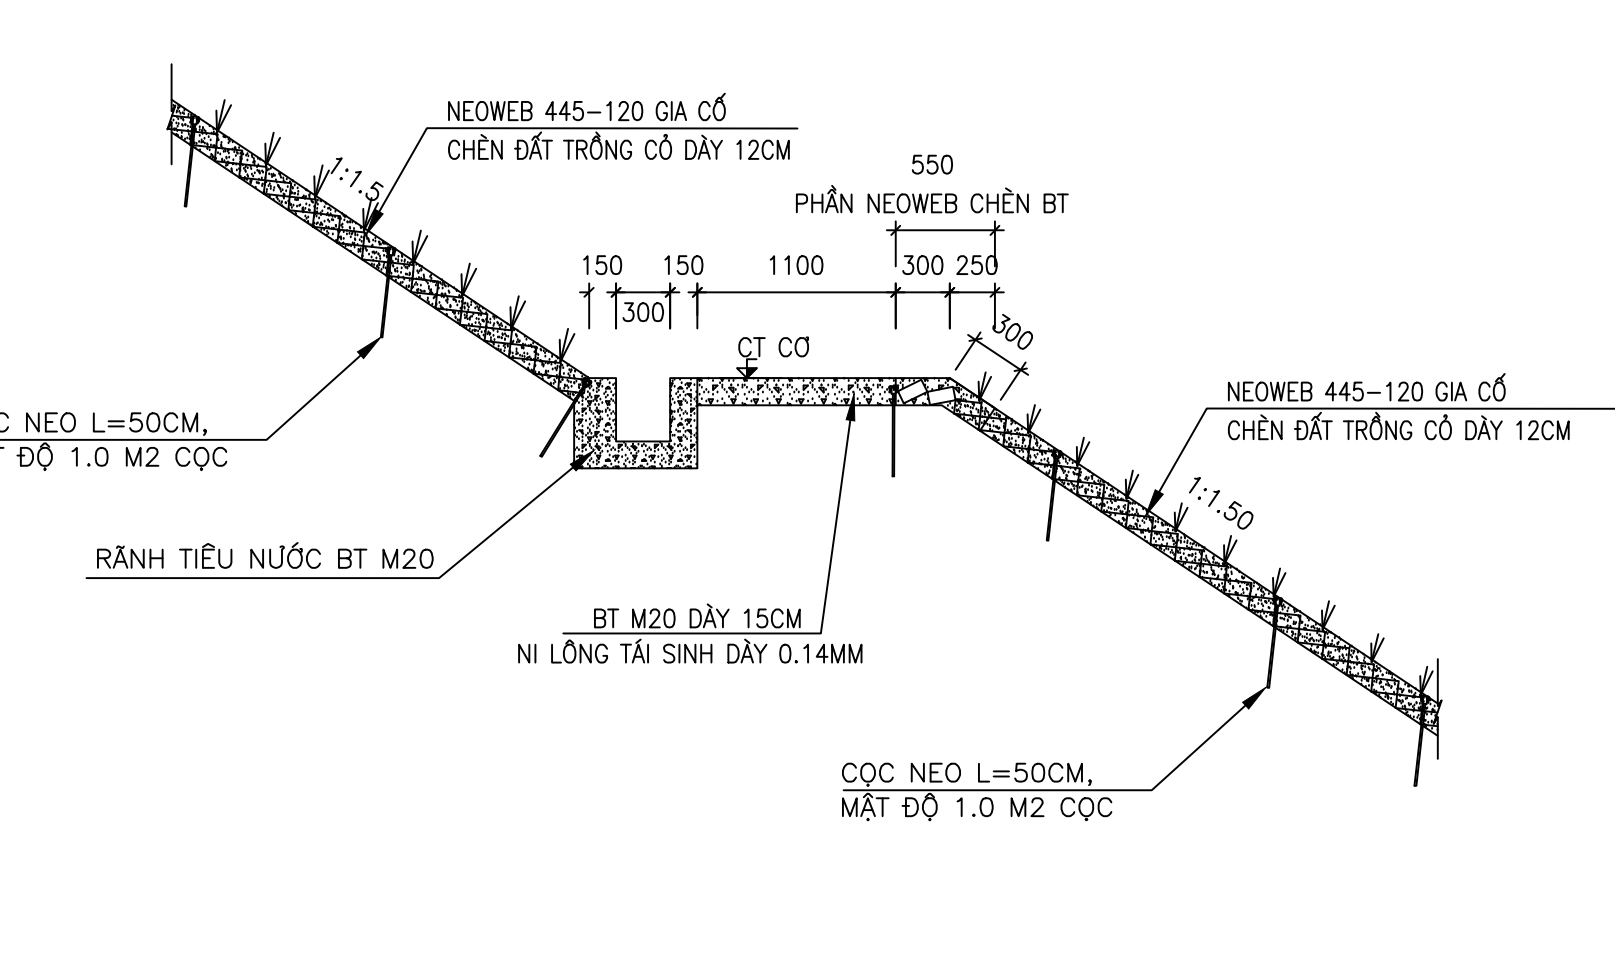 NEOWEB 445-120 GIA CỐ
CHÈN ĐẤT TRỒNG CỎ DÀY 12CM
1:1.5
550
PHẦN NEOWEB CHÈN BT
150
150
1100
300
250
300
300
CT CƠ
NEOWEB 445-120 GIA CỐ
CHÈN ĐẤT TRỒNG CỎ DÀY 12CM
C NEO L=50CM,
T ĐỘ 1.0 M2 CỌC
1:1.50
RÃNH TIÊU NƯỚC BT M20
BT M20 DÀY 15CM
NI LÔNG TÁI SINH DÀY 0.14MM
CỌC NEO L=50CM,
MẬT ĐỘ 1.0 M2 CỌC